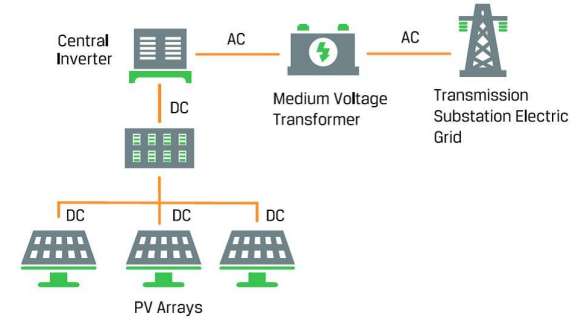 Central
Inverter
AC
AC
Medium Voltage
Transformer
Transmission
Substation Electric
Grid
DC
DC
DC
DC
PV Arrays